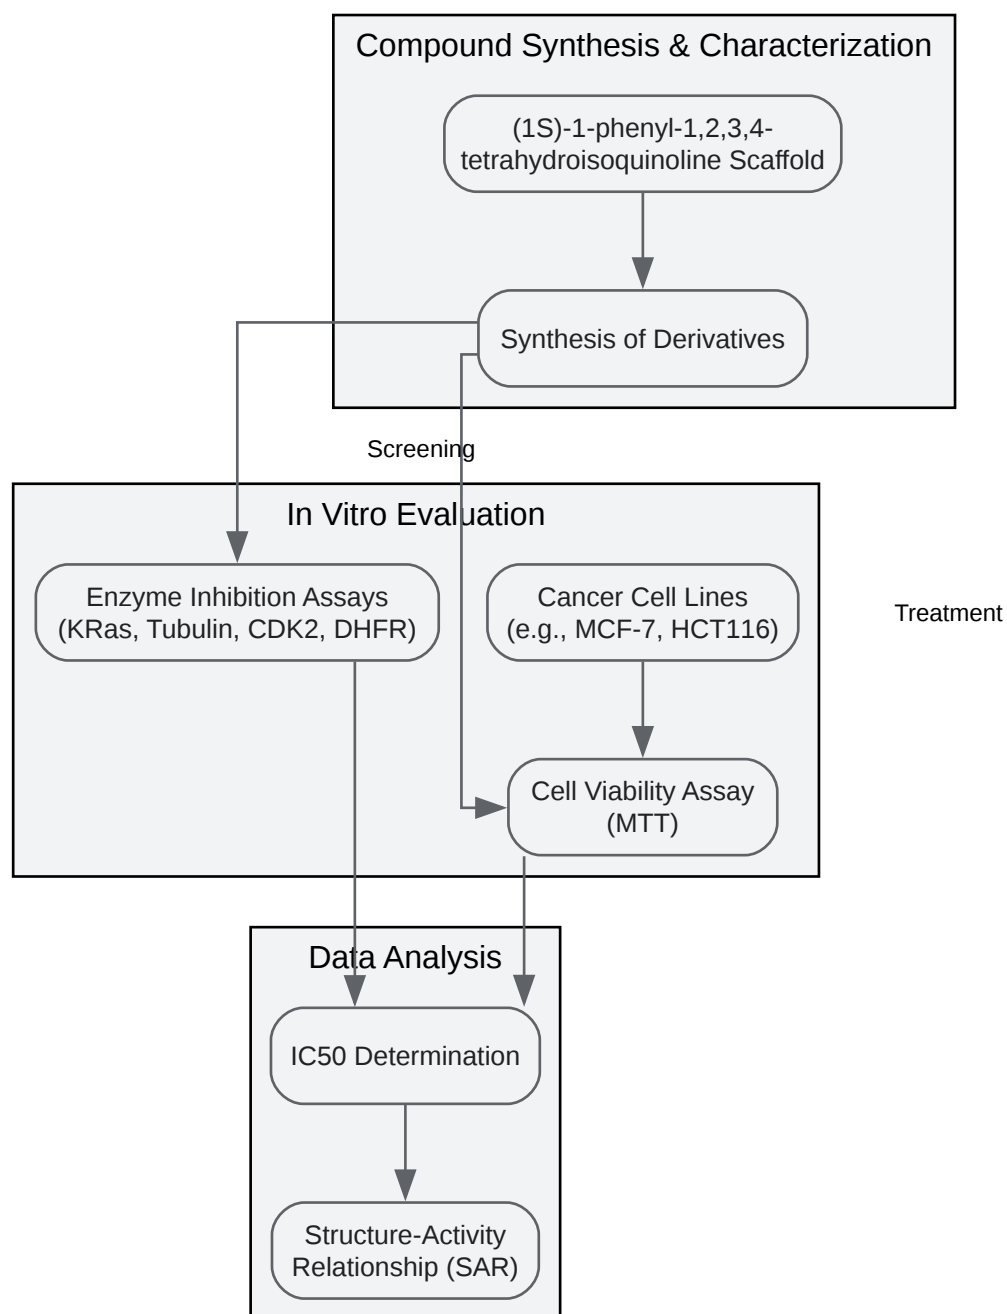 Compound Synthesis & Characterization
(1S)-1-phenyl-1,2,3,4-
tetrahydroisoquinoline Scaffold
Synthesis of Derivatives
Screening
In Vitro Evaluation
Enzyme Inhibition Assays
(KRas, Tubulin, CDK2, DHFR)
Cancer Cell Lines
(e.g., MCF-7, HCT116)
Treatment
Cell Viability Assay
(MTT)
Data Analysis
IC50 Determination
Structure-Activity
Relationship (SAR)